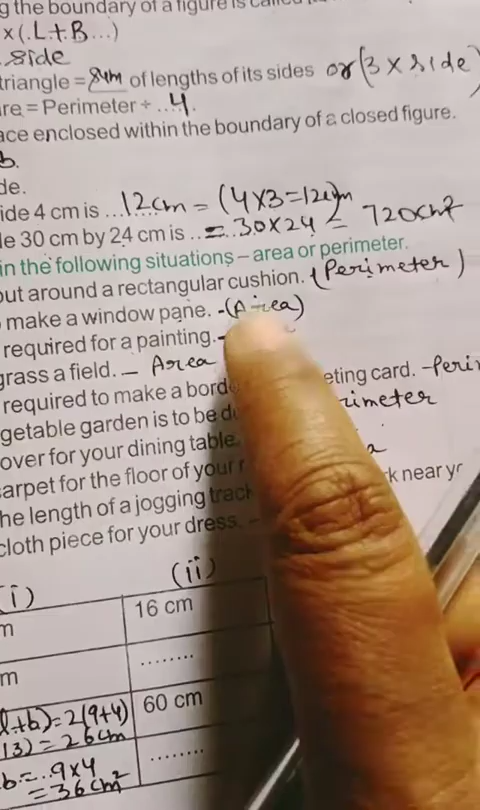 g the boundary of a figure is called
x (.L+B...)
side
triangle = sum of lengths of its sides or (3 x side)
re = Perimeter ÷ ..4.
ace enclosed within the boundary of a closed figure.
b.
de.
ide 4 cm is ...12cm = (4x3=12cm
le 30 cm by 24 cm is ..=.30x24 = 720cm²
in the following situations – area or perimeter.
out around a rectangular cushion. (Perimeter)
make a window pane. -(Area)
required for a painting.-
grass a field. - Area
required to make a bord eting card. -Peri
getable garden is to be d rimeter
over for your dining table. a
arpet for the floor of your r k near yr
he length of a jogging track
cloth piece for your dress. -
(i) (ii)
m 16 cm
m ........
l+b)=2(9+4) 60 cm
13) = 26cm
b=..9x4 ........
= 36cm²